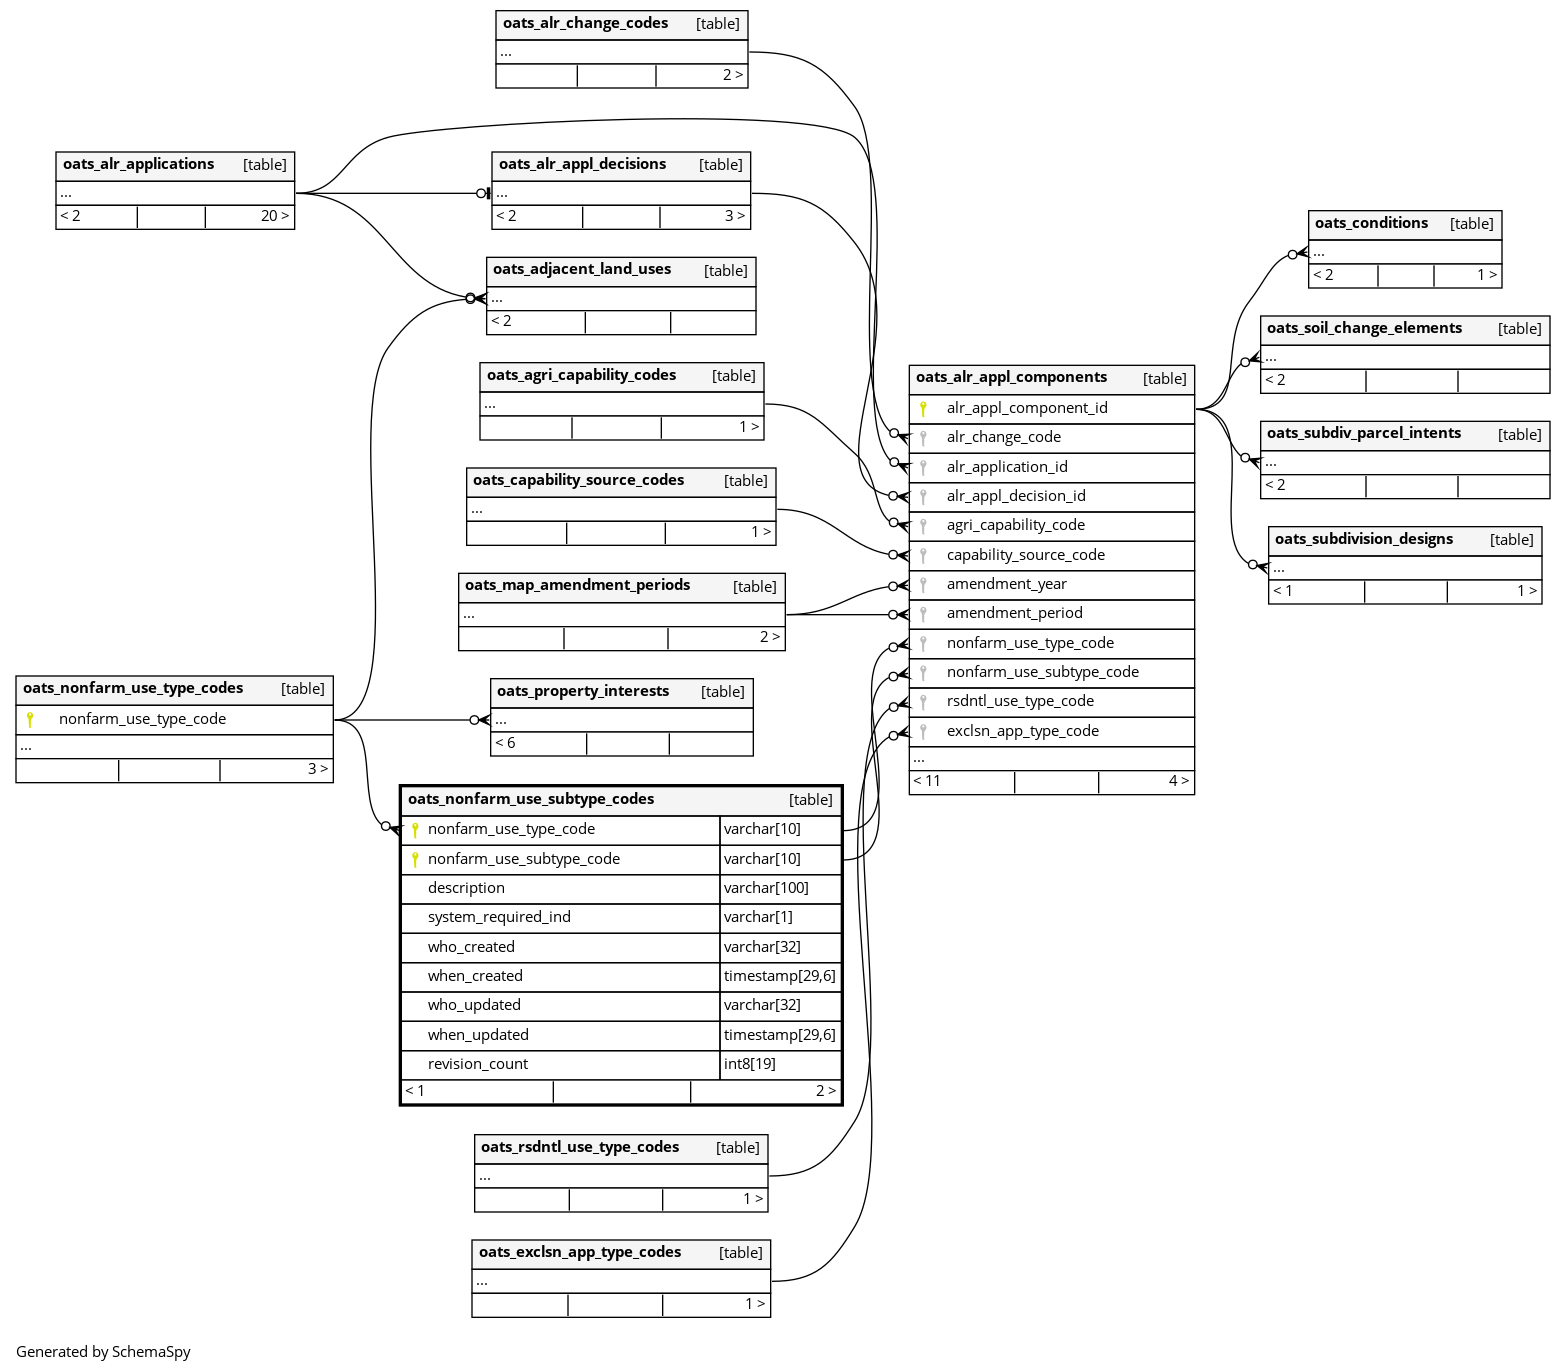 oats_alr_change_codes [table]
...
2 >
oats_alr_applications [table]
...
< 2 20 >
oats_alr_appl_decisions [table]
...
< 2 3 >
oats_adjacent_land_uses [table]
...
< 2
oats_agri_capability_codes [table]
...
1 >
oats_capability_source_codes [table]
...
1 >
oats_map_amendment_periods [table]
...
2 >
oats_nonfarm_use_type_codes [table]
nonfarm_use_type_code
...
3 >
oats_property_interests [table]
...
< 6
oats_nonfarm_use_subtype_codes [table]
nonfarm_use_type_code varchar[10]
nonfarm_use_subtype_code varchar[10]
description varchar[100]
system_required_ind varchar[1]
who_created varchar[32]
when_created timestamp[29,6]
who_updated varchar[32]
when_updated timestamp[29,6]
revision_count int8[19]
< 1 2 >
oats_rsdntl_use_type_codes [table]
...
1 >
oats_exclsn_app_type_codes [table]
...
1 >
oats_alr_appl_components [table]
alr_appl_component_id
alr_change_code
alr_application_id
alr_appl_decision_id
agri_capability_code
capability_source_code
amendment_year
amendment_period
nonfarm_use_type_code
nonfarm_use_subtype_code
rsdntl_use_type_code
exclsn_app_type_code
...
< 11 4 >
oats_conditions [table]
...
< 2 1 >
oats_soil_change_elements [table]
...
< 2
oats_subdiv_parcel_intents [table]
...
< 2
oats_subdivision_designs [table]
...
< 1 1 >
Generated by SchemaSpy